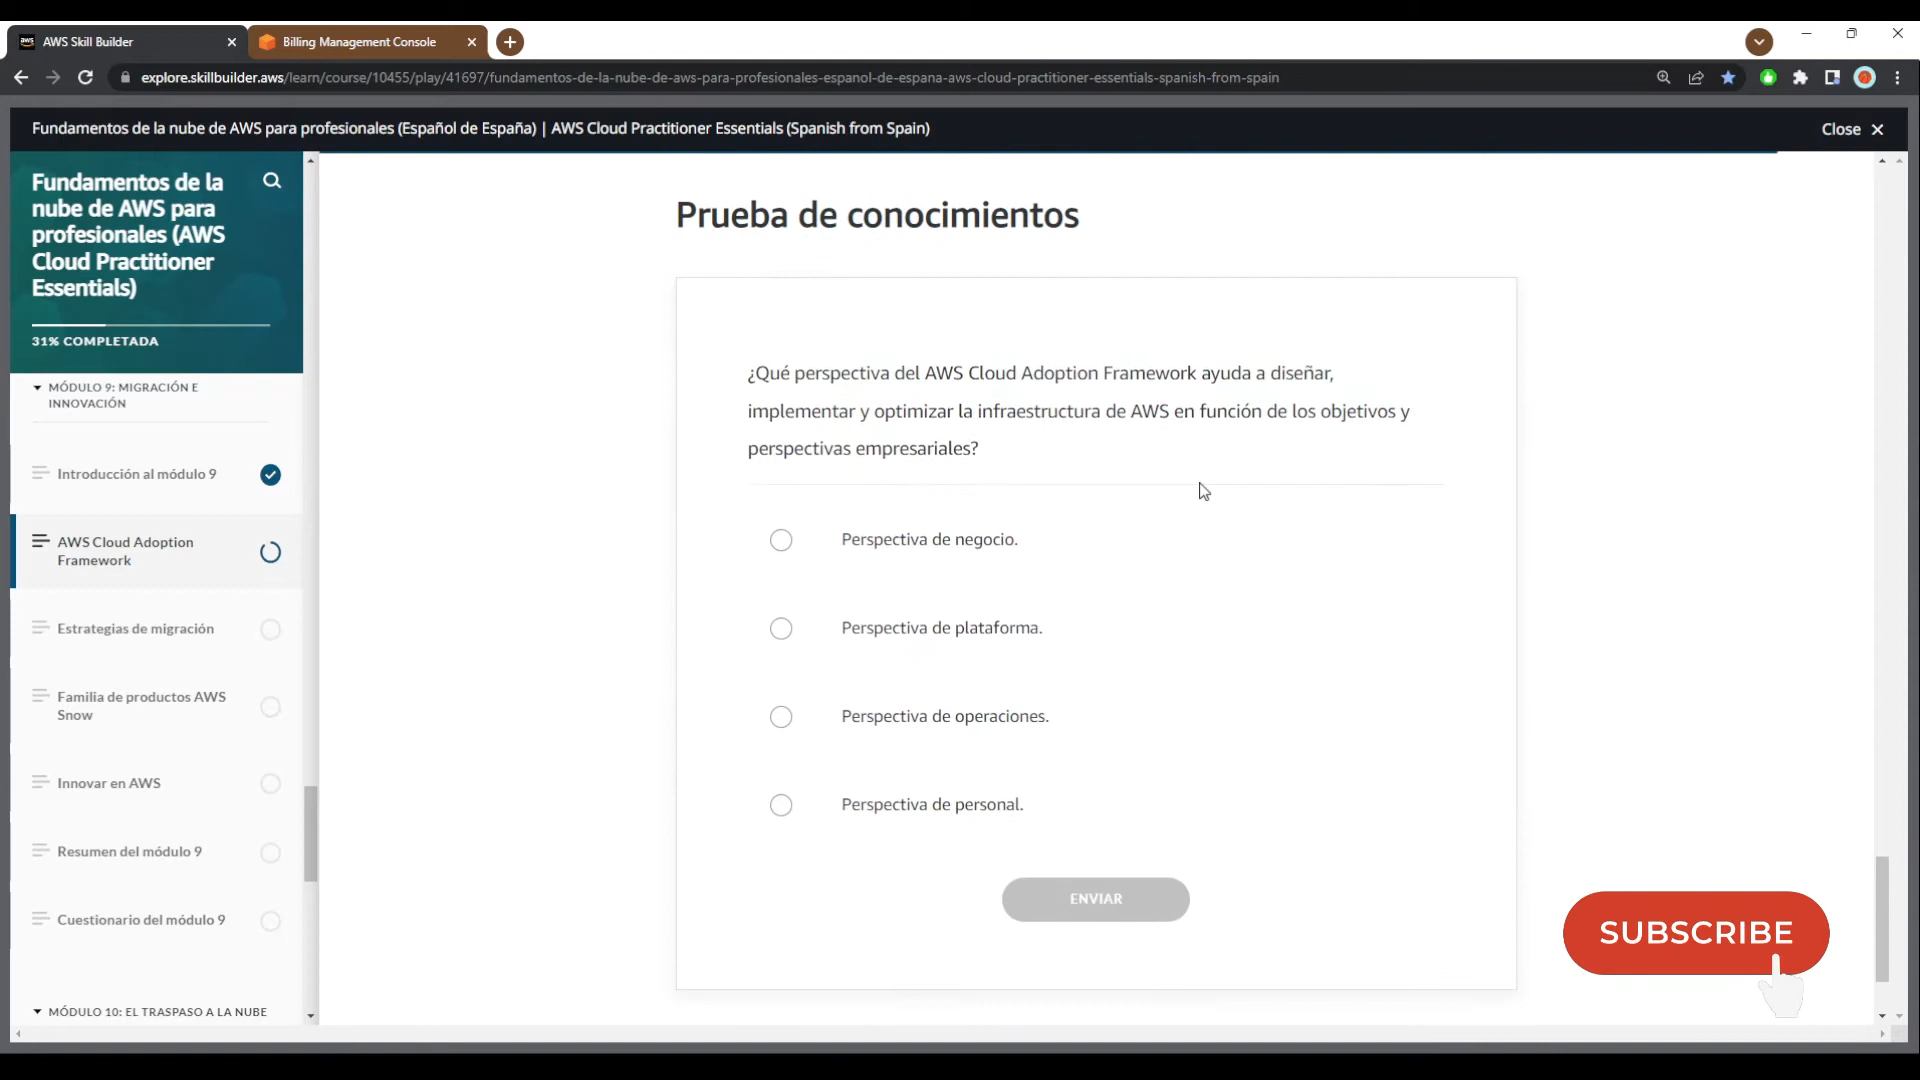 aws AWS Skill Builder
Billing Management Console
explore.skillbuilder.aws/learn/course/10455/play/41697/fundamentos-de-la-nube-de-aws-para-profesionales-espanol-de-espana-aws-cloud-practitioner-essentials-spanish-from-spain
Fundamentos de la nube de AWS para profesionales (Español de España) | AWS Cloud Practitioner Essentials (Spanish from Spain)
Close
Fundamentos de la
nube de AWS para
profesionales (AWS
Cloud Practitioner
Essentials)
31% COMPLETADA
MÓDULO 9: MIGRACIÓN E
INNOVACIÓN
Introducción al módulo 9
AWS Cloud Adoption
Framework
Estrategias de migración
Familia de productos AWS
Snow
Innovar en AWS
Resumen del módulo 9
Cuestionario del módulo 9
MÓDULO 10: EL TRASPASO A LA NUBE
Prueba de conocimientos
¿Qué perspectiva del AWS Cloud Adoption Framework ayuda a diseñar,
implementar y optimizar la infraestructura de AWS en función de los objetivos y
perspectivas empresariales?
Perspectiva de negocio.
Perspectiva de plataforma.
Perspectiva de operaciones.
Perspectiva de personal.
ENVIAR
SUBSCRIBE